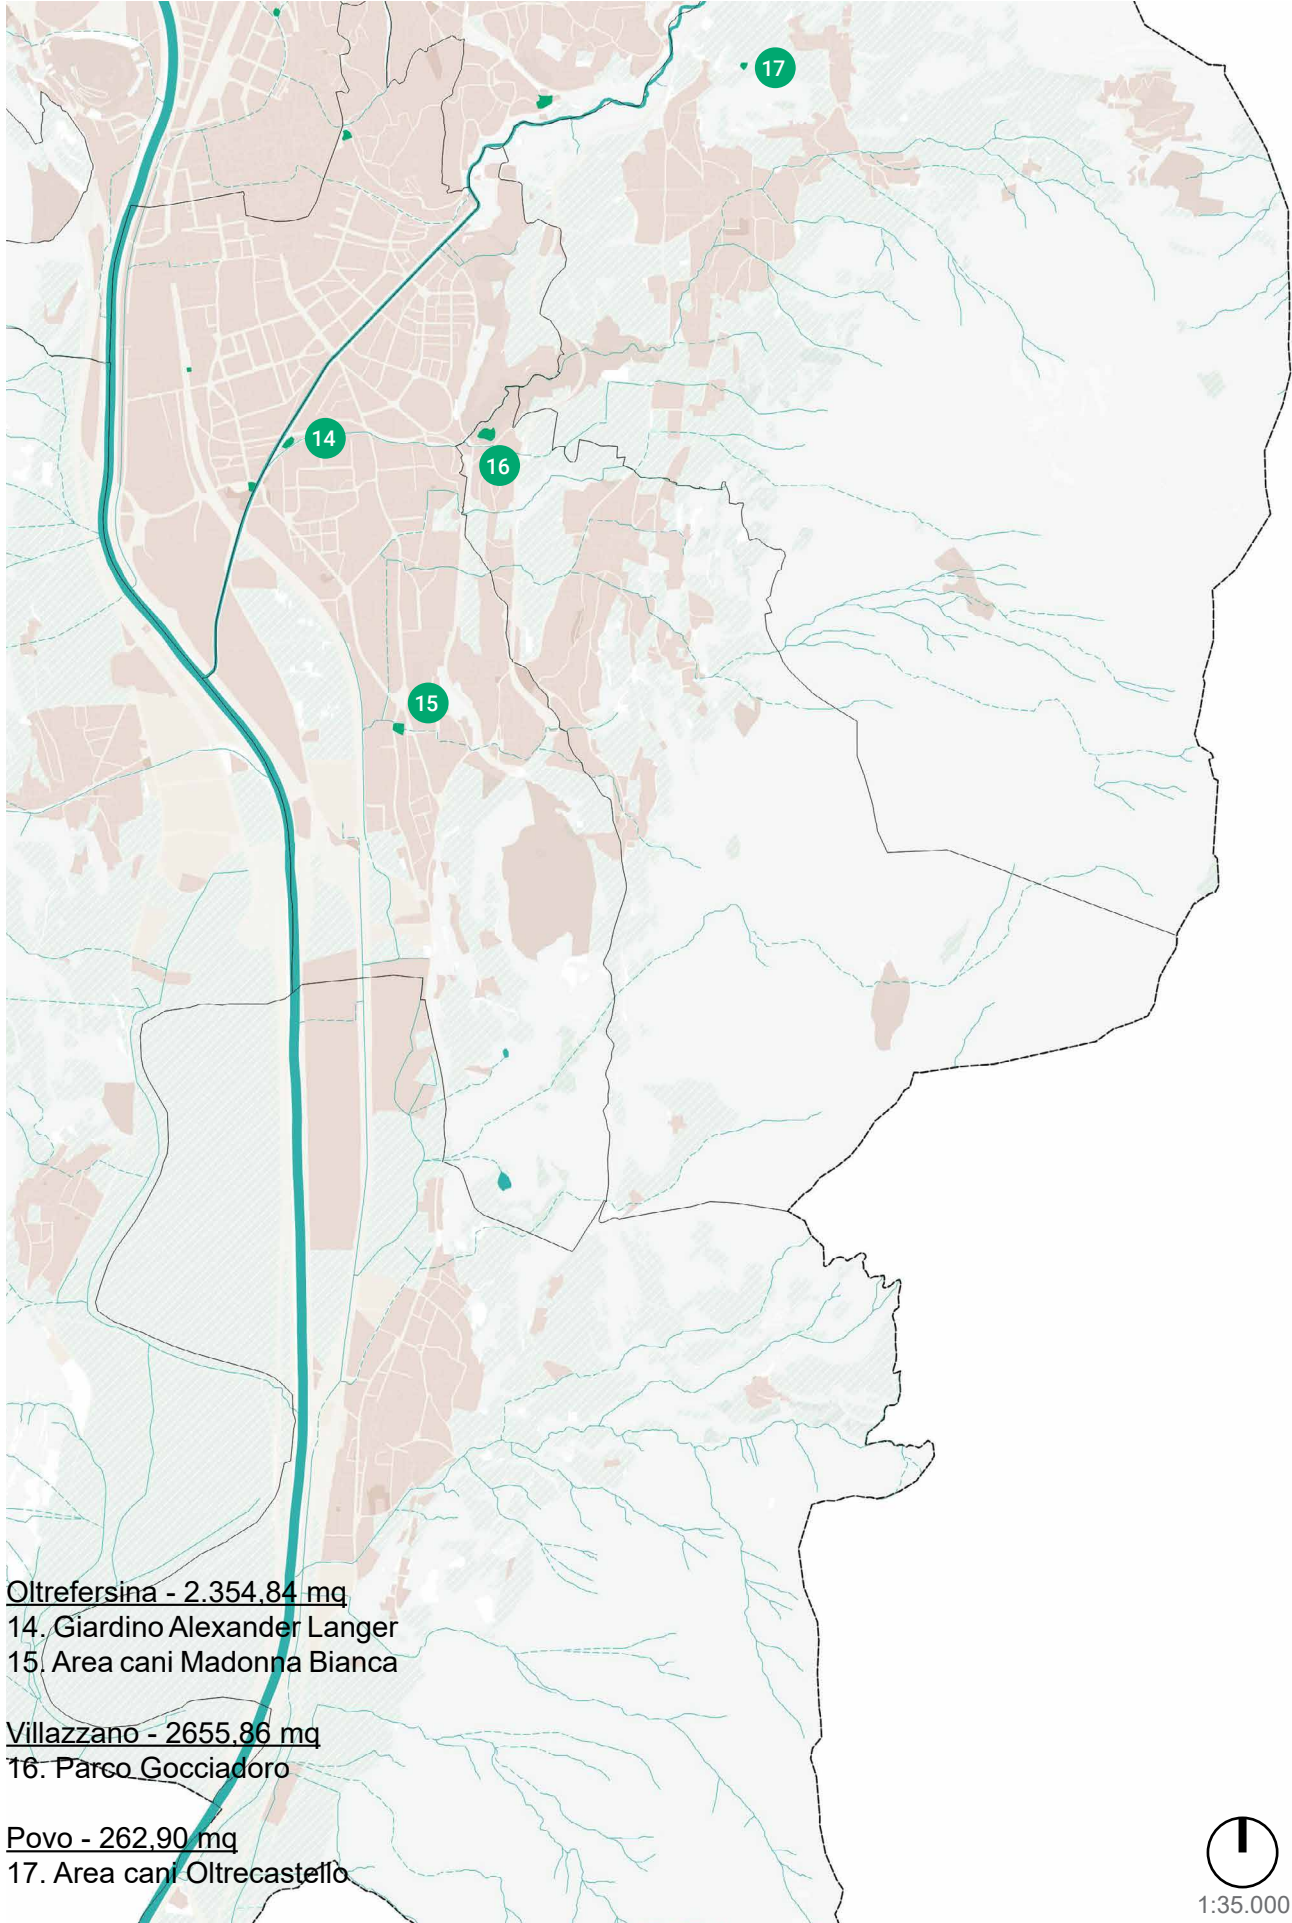 17
14
16
15
Oltrefersina - 2.354,84 mq
14. Giardino Alexander Langer
15. Area cani Madonna Bianca
Villazzano - 2655,86 mq
16. Parco Gocciadoro
Povo - 262,90 mq
17. Area cani Oltrecastello
1:35.000